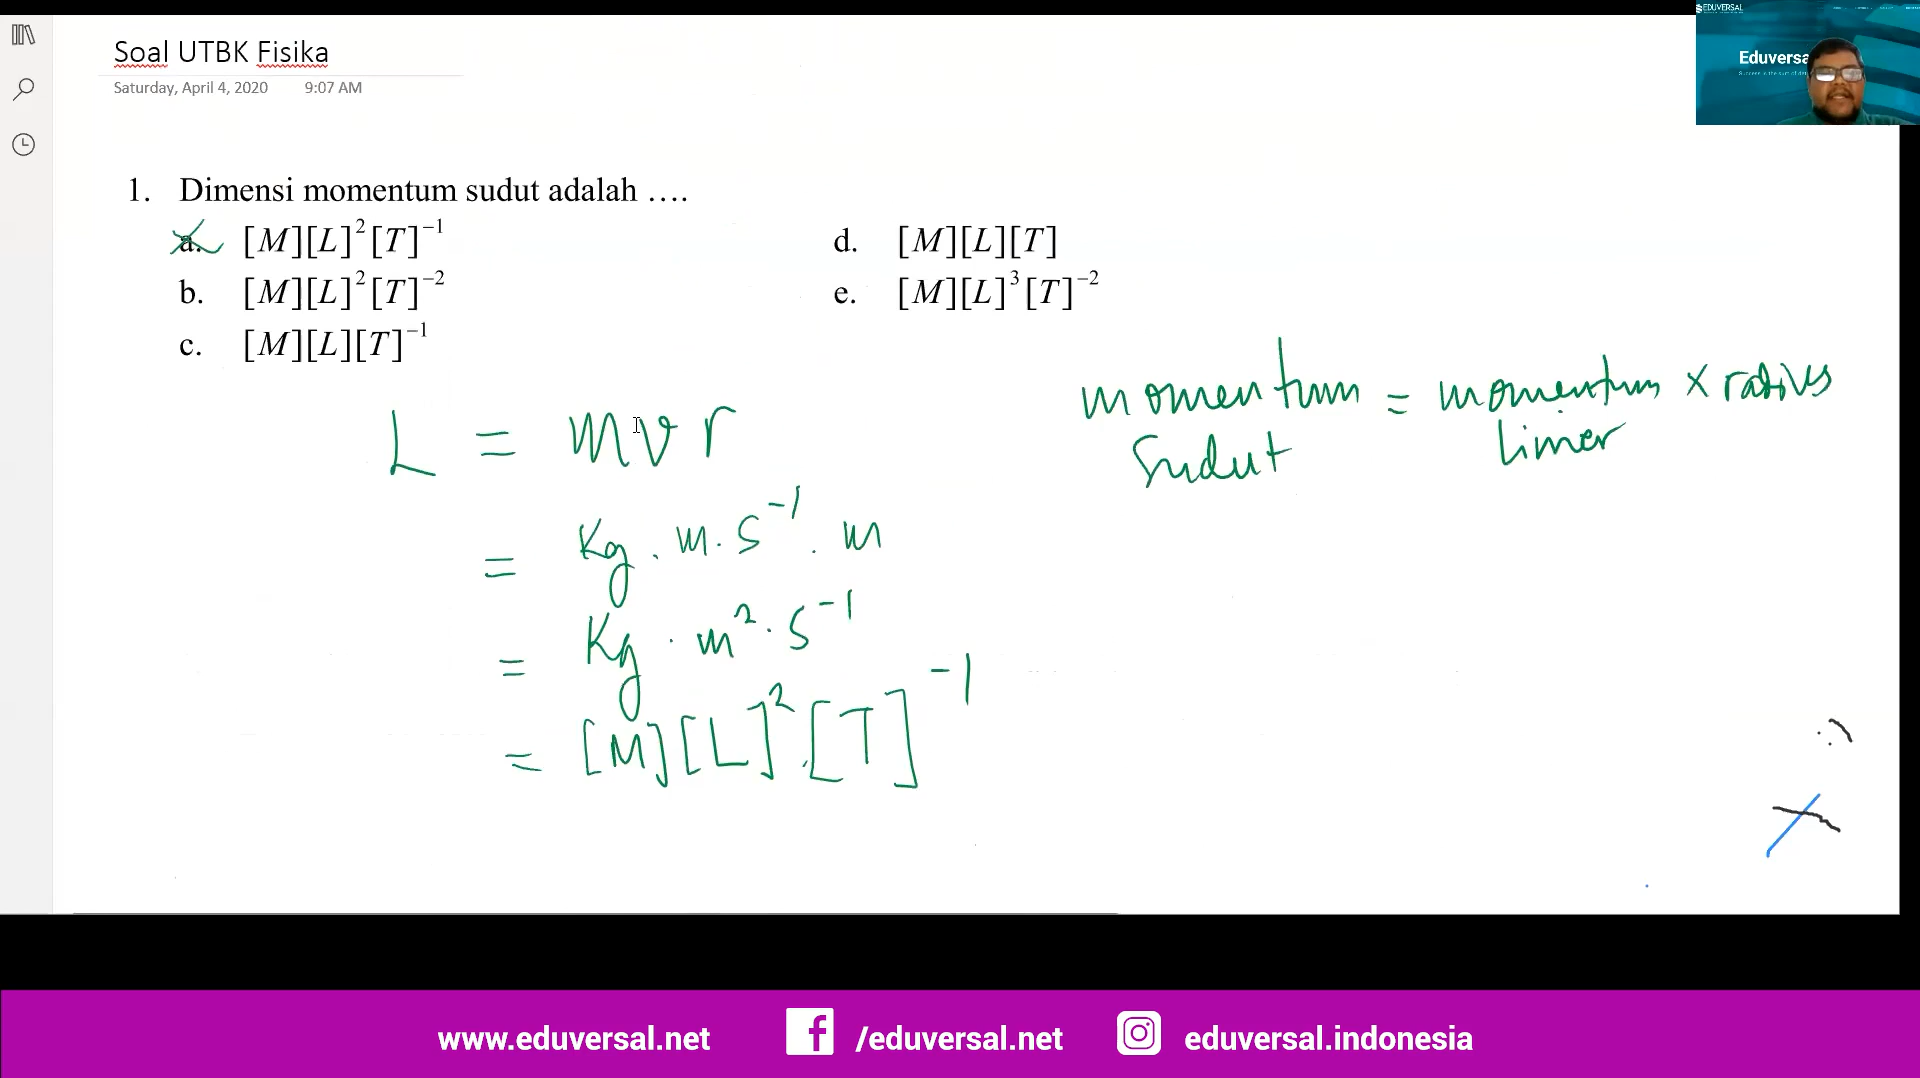 EDUVERSAL
Eduversa
Soal UTBK Fisika
Saturday, April 4, 2020 9:07 AM
1. Dimensi momentum sudut adalah ….
a. [M][L]²[T]⁻¹
b. [M][L]²[T]⁻²
c. [M][L][T]⁻¹
d. [M][L][T]
e. [M][L]³[T]⁻²
L = m v r
= Kg . m . s⁻¹ . m
= Kg . m² . s⁻¹
= [M][L]² . [T]⁻¹
momentum = momentum x radius
Sudut linier
www.eduversal.net f /eduversal.net eduversal.indonesia